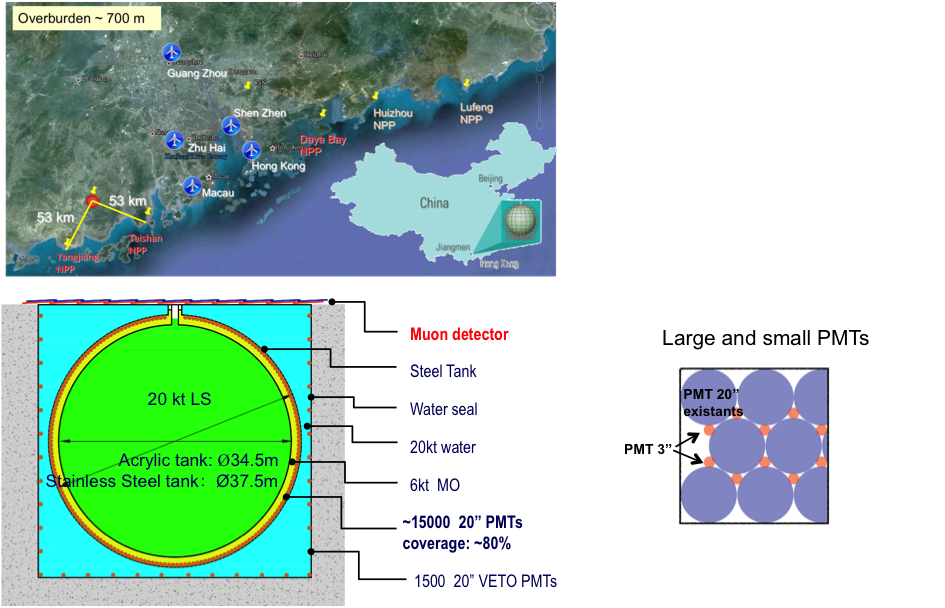 Overburden ~ 700 m
Guang Zhou
Shen Zhen
Huizhou
NPP
Lufeng
NPP
Daya Bay
NPP
Zhu Hai
Hong Kong
Macau
53 km
53 km
Taishan
NPP
Yangjiang
NPP
Beijing
China
Jiangmen
Hong Kong
Muon detector
Steel Tank
20 kt LS
Water seal
20kt water
Acrylic tank: Ø34.5m
Stainless Steel tank: Ø37.5m
6kt MO
~15000 20” PMTs
coverage: ~80%
1500 20” VETO PMTs
Large and small PMTs
PMT 20”
existants
PMT 3”